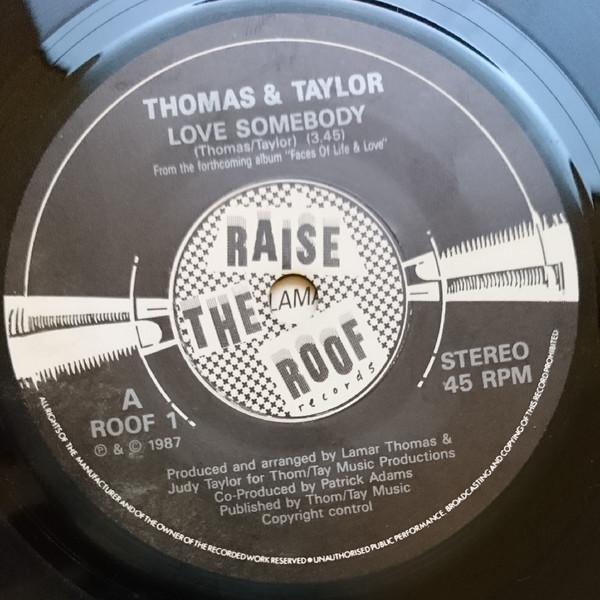 THOMAS & TAYLOR
LOVE SOMEBODY
(Thomas/Taylor) (3.45)
From the forthcoming album "Faces Of Life & Love"
RAISE
THE
ROOF
records
STEREO
45 RPM
A
ROOF 1
℗ & © 1987
Produced and arranged by Lamar Thomas &
Judy Taylor for Thom/Tay Music Productions
Co-Produced by Patrick Adams
Published by Thom/Tay Music
Copyright control
ALL RIGHTS OF THE MANUFACTURER AND OF THE OWNER OF THE RECORDED WORK RESERVED ● UNAUTHORISED PUBLIC PERFORMANCE, BROADCASTING AND COPYING OF THIS RECORD PROHIBITED